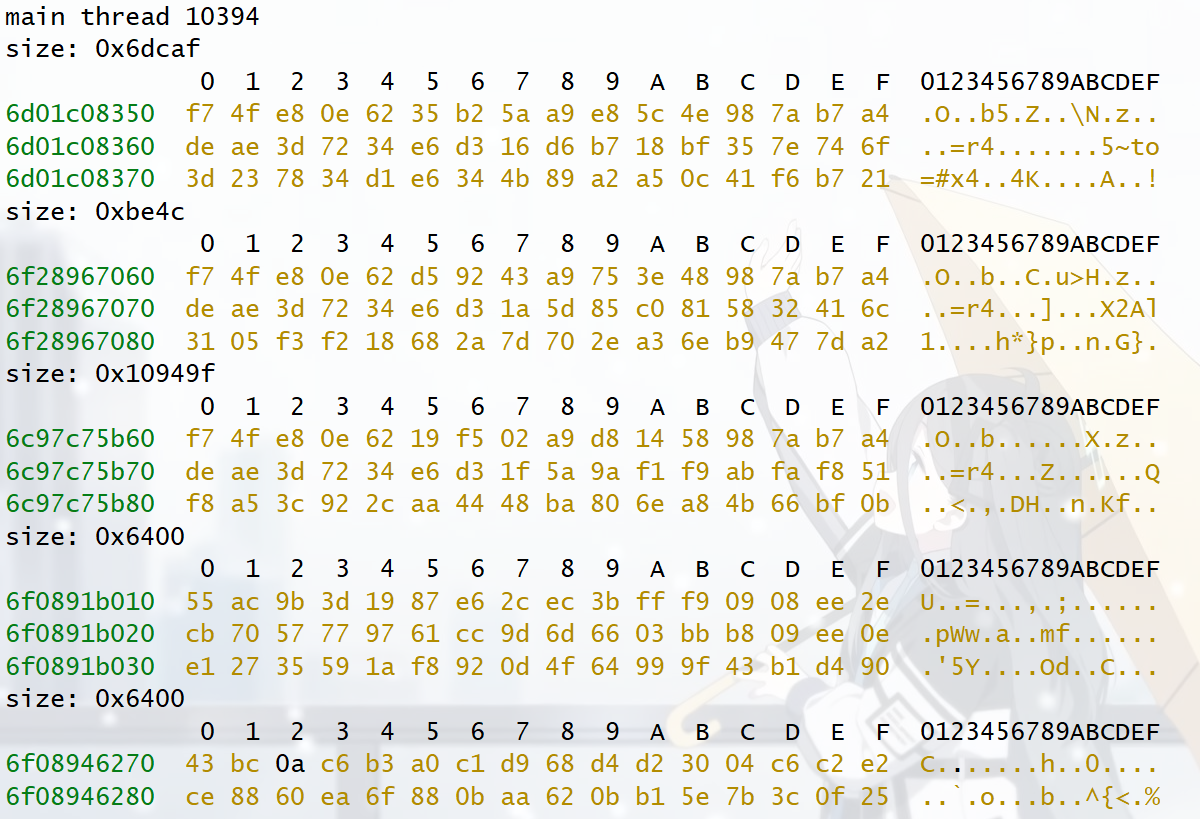 main thread 10394
size: 0x6dcaf
0 1 2 3 4 5 6 7 8 9 A B C D E F 0123456789ABCDEF
6d01c08350 f7 4f e8 0e 62 35 b2 5a a9 e8 5c 4e 98 7a b7 a4 .O..b5.Z..\N.z..
6d01c08360 de ae 3d 72 34 e6 d3 16 d6 b7 18 bf 35 7e 74 6f ..=r4.......5~to
6d01c08370 3d 23 78 34 d1 e6 34 4b 89 a2 a5 0c 41 f6 b7 21 =#x4..4K....A..!
size: 0xbe4c
0 1 2 3 4 5 6 7 8 9 A B C D E F 0123456789ABCDEF
6f28967060 f7 4f e8 0e 62 d5 92 43 a9 75 3e 48 98 7a b7 a4 .O..b..C.u>H.z..
6f28967070 de ae 3d 72 34 e6 d3 1a 5d 85 c0 81 58 32 41 6c ..=r4...]...X2Al
6f28967080 31 05 f3 f2 18 68 2a 7d 70 2e a3 6e b9 47 7d a2 1....h*}p..n.G}.
size: 0x10949f
0 1 2 3 4 5 6 7 8 9 A B C D E F 0123456789ABCDEF
6c97c75b60 f7 4f e8 0e 62 19 f5 02 a9 d8 14 58 98 7a b7 a4 .O..b......X.z..
6c97c75b70 de ae 3d 72 34 e6 d3 1f 5a 9a f1 f9 ab fa f8 51 ..=r4...Z......Q
6c97c75b80 f8 a5 3c 92 2c aa 44 48 ba 80 6e a8 4b 66 bf 0b ..<.,.DH..n.Kf..
size: 0x6400
0 1 2 3 4 5 6 7 8 9 A B C D E F 0123456789ABCDEF
6f0891b010 55 ac 9b 3d 19 87 e6 2c ec 3b ff f9 09 08 ee 2e U..=...,.;......
6f0891b020 cb 70 57 77 97 61 cc 9d 6d 66 03 bb b8 09 ee 0e .pWw.a..mf......
6f0891b030 e1 27 35 59 1a f8 92 0d 4f 64 99 9f 43 b1 d4 90 .'5Y....Od..C...
size: 0x6400
0 1 2 3 4 5 6 7 8 9 A B C D E F 0123456789ABCDEF
6f08946270 43 bc 0a c6 b3 a0 c1 d9 68 d4 d2 30 04 c6 c2 e2 C.......h..0....
6f08946280 ce 88 60 ea 6f 88 0b aa 62 0b b1 5e 7b 3c 0f 25 ..`.o...b..^{<.%